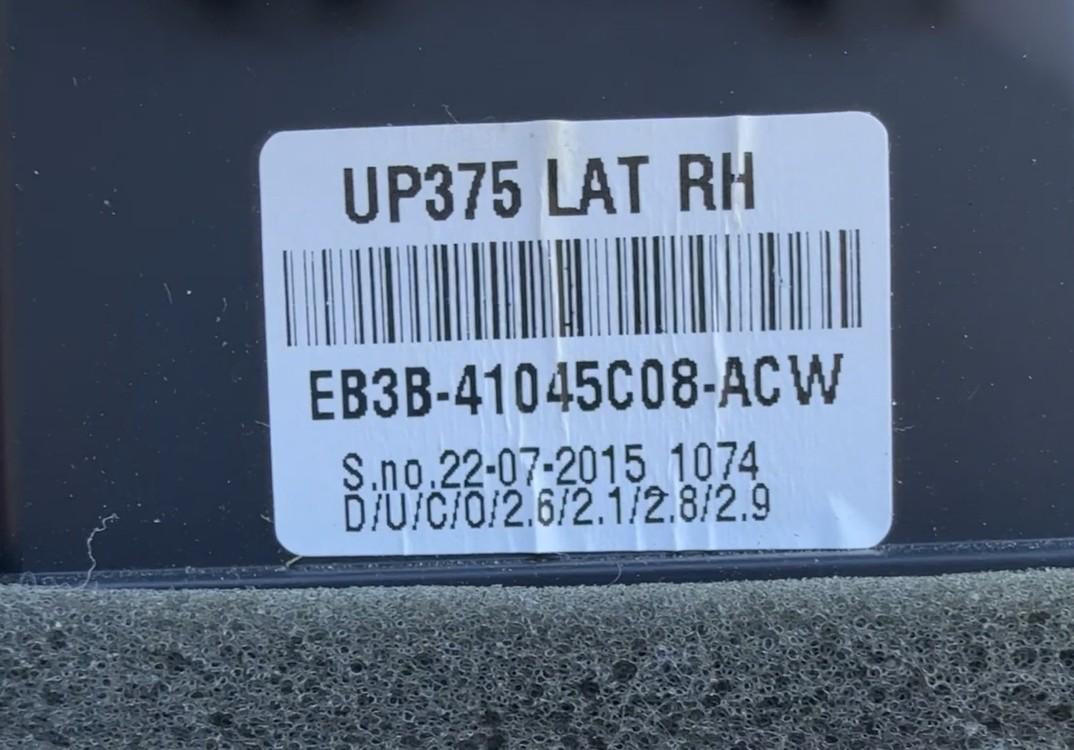 UP375 LAT RH
EB3B-41045C08-ACW
S.no.22-07-2015 1074
D/U/C/0/2.6/2.1/2.8/2.9